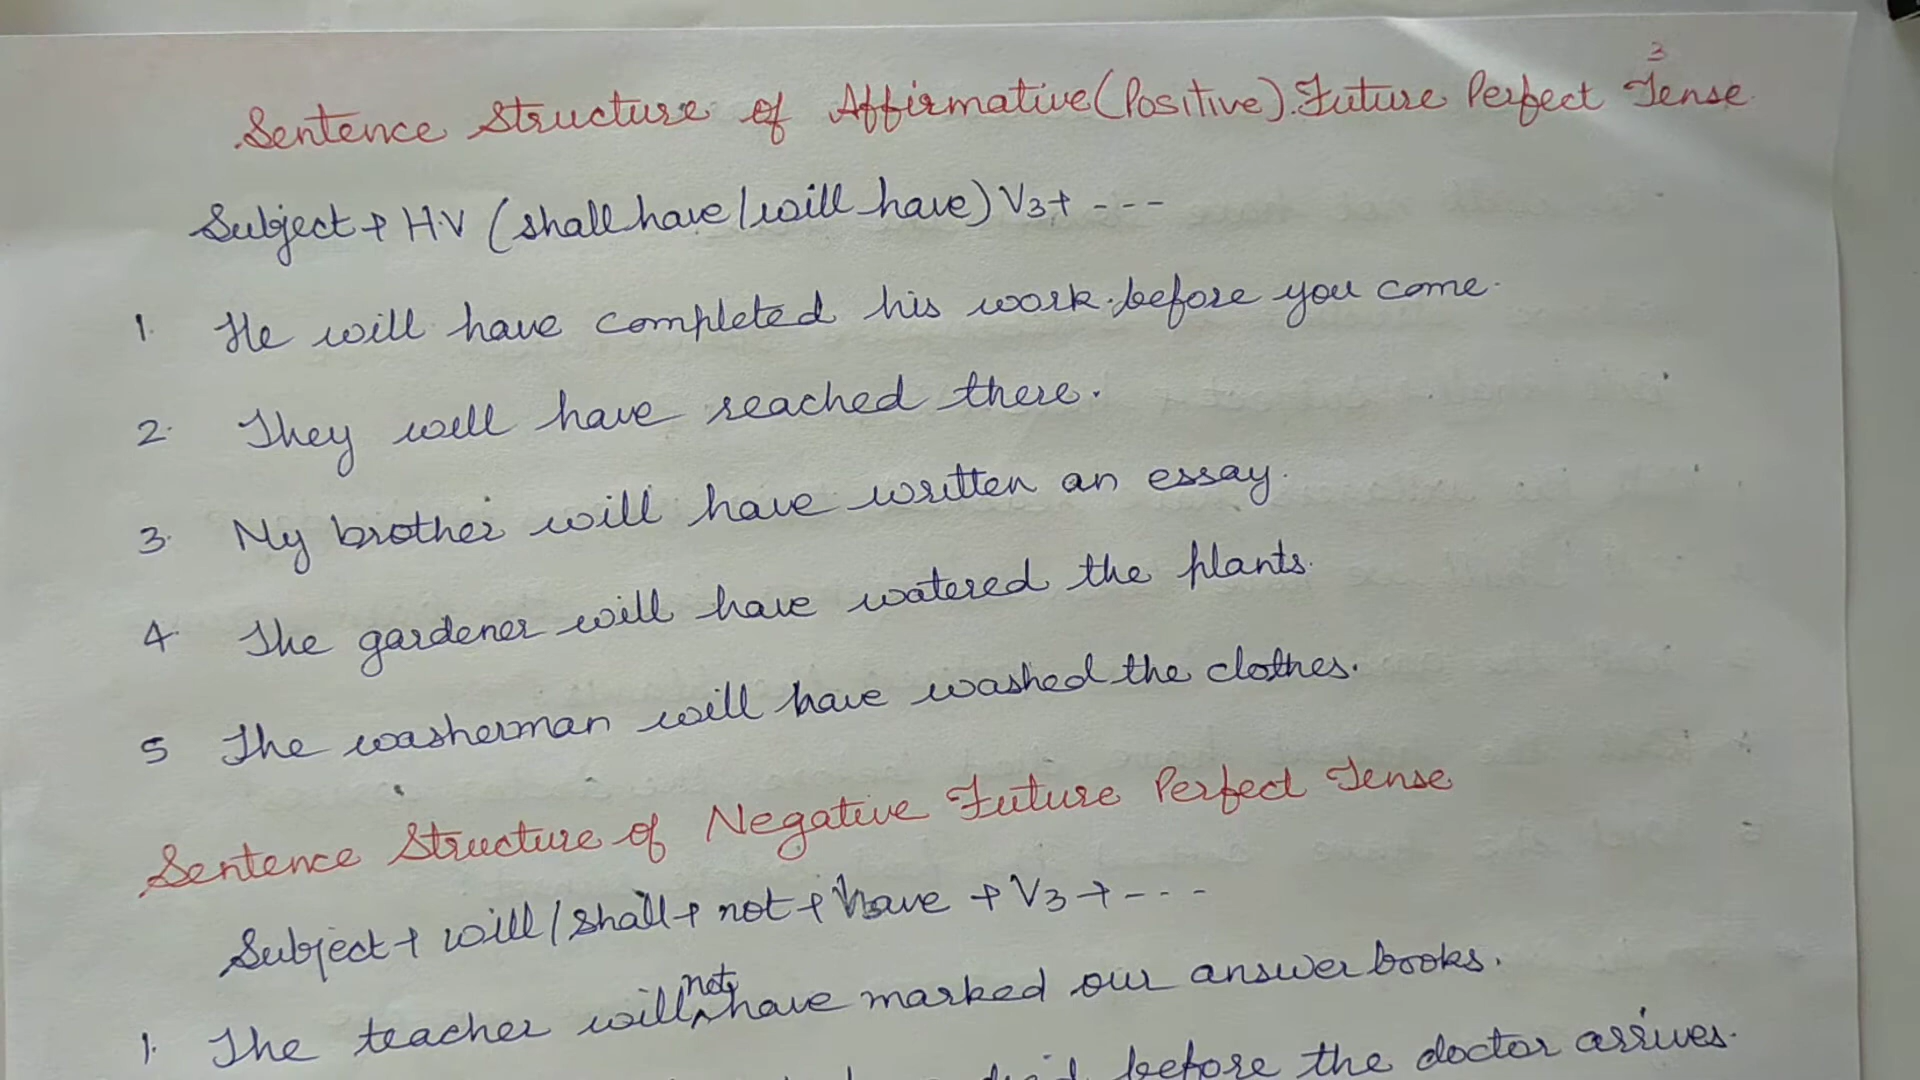 3
Sentence Structure of Affirmative (Positive). Future Perfect Tense
Subject + H.V (shall have / will have) V3 + ---
1. He will have completed his work before you come.
2. They will have reached there.
3. My brother will have written an essay.
4. The gardener will have watered the plants.
5 The washerman will have washed the clothes.
Sentence Structure of Negative Future Perfect Tense
Subject + will / shall + not + have + V3 + ---
1. The teacher will not have marked our answer books.
before the doctor arrives.